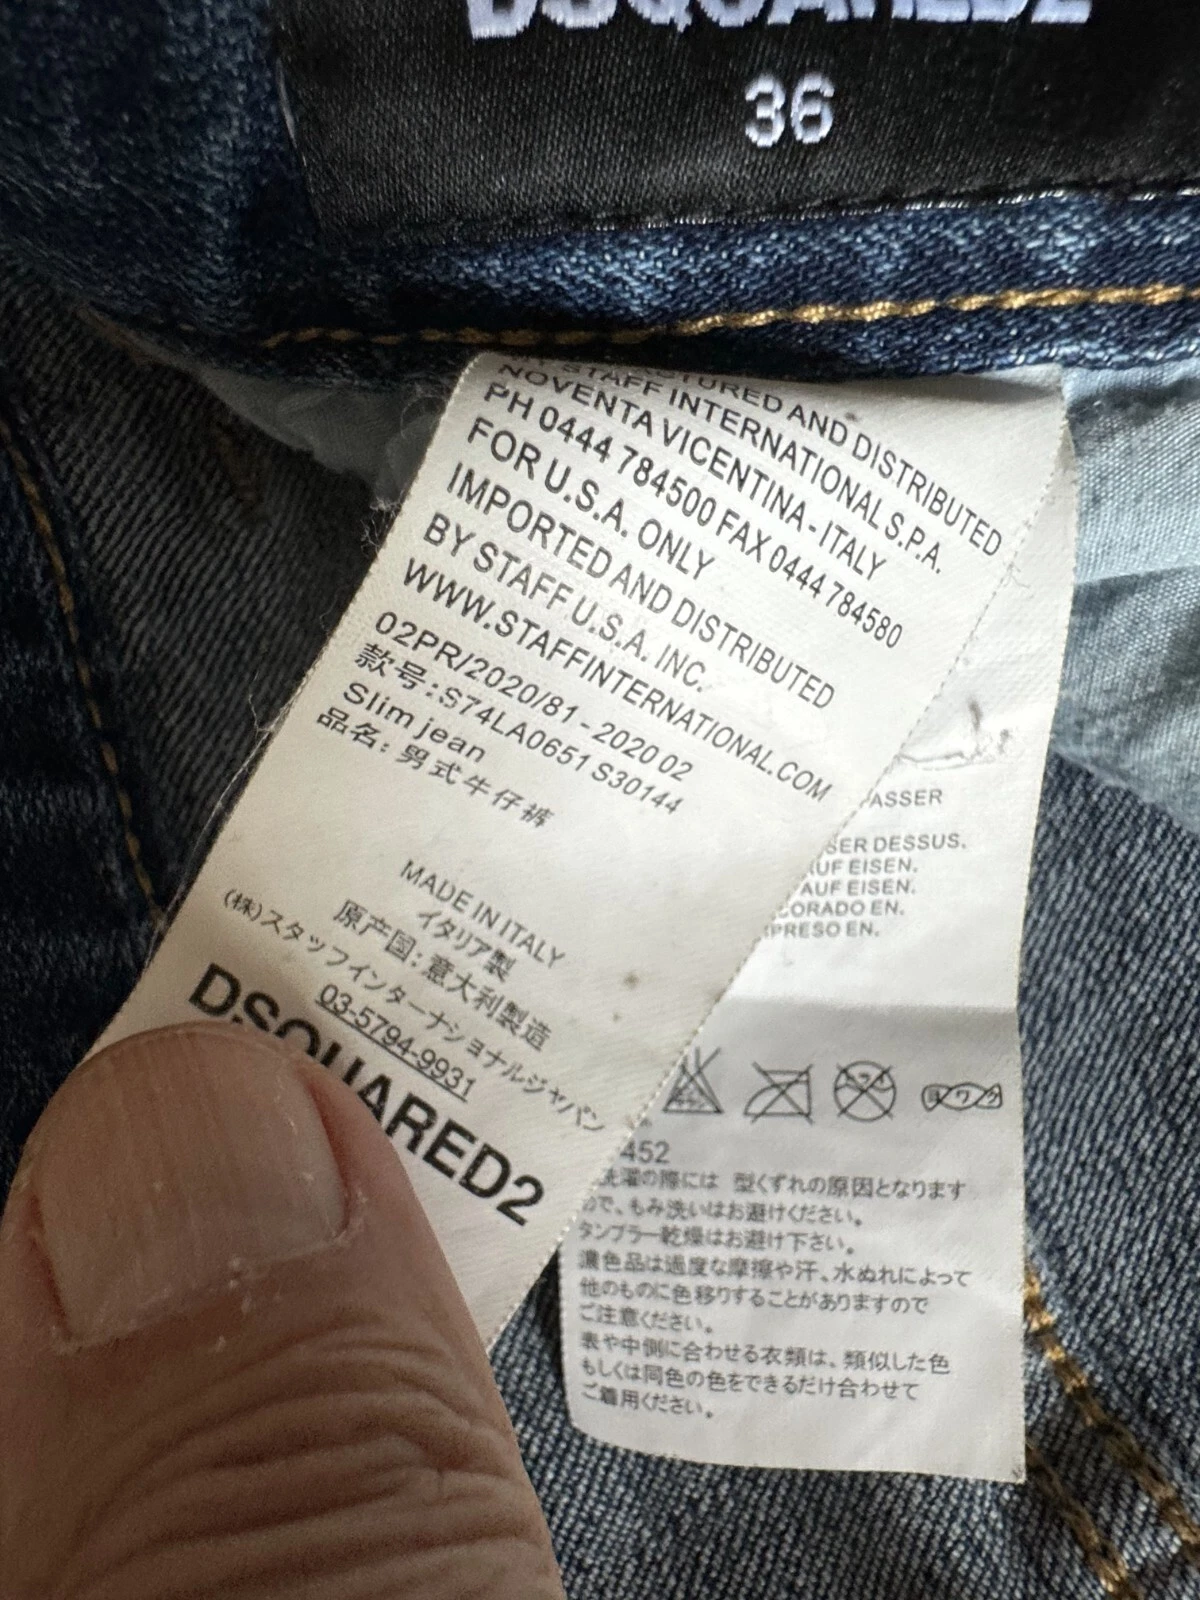 DSQUARED2
36
MANUFACTURED AND DISTRIBUTED
BY STAFF INTERNATIONAL S.P.A.
NOVENTA VICENTINA - ITALY
PH 0444 784500 FAX 0444 784580
FOR U.S.A. ONLY
IMPORTED AND DISTRIBUTED
BY STAFF U.S.A. INC.
WWW.STAFFINTERNATIONAL.COM
02PR/2020/81 - 2020 02
款号:S74LA0651 S30144
Slim jean
品名: 男式牛仔裤
MADE IN ITALY
イタリア製
原产国: 意大利製造
(株)スタッフインターナショナルジャパン
03-5794-9931
DSQUARED2
PASSER
SER DESSUS.
UF EISEN.
AUF EISEN.
CORADO EN.
PRESO EN.
452
洗濯の際には 型くずれの原因となります
ので、もみ洗いはお避けください。
タンブラー乾燥はお避け下さい。
濃色品は過度な摩擦や汗、水ぬれによって
他のものに色移りすることがありますので
ご注意ください。
表や中側に合わせる衣類は、類似した色
もしくは同色の色をできるだけ合わせて
ご着用ください。